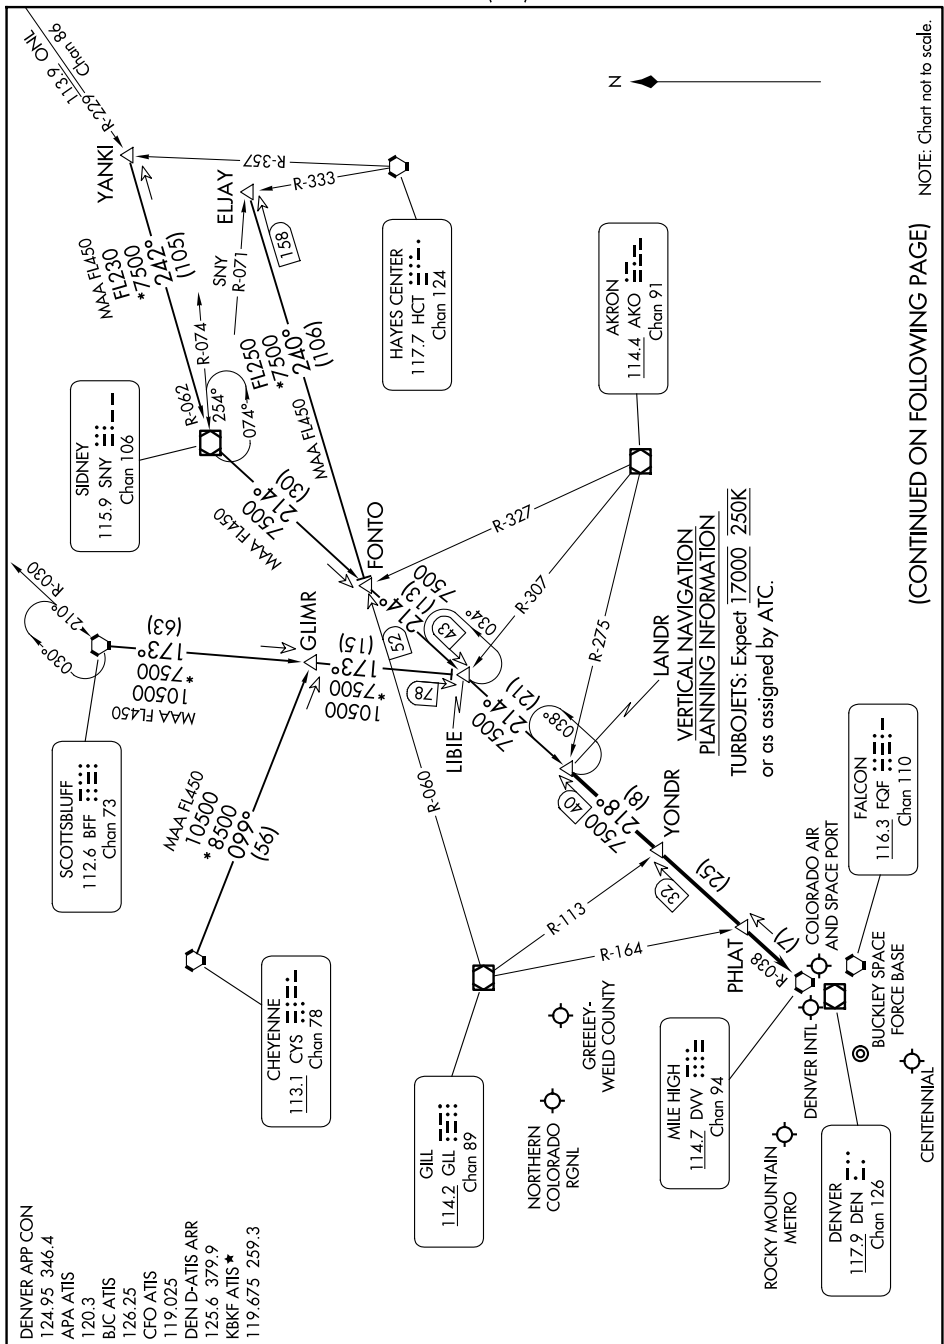 DENVER APP CON
124.95 346.4
APA ATIS
120.3
BJC ATIS
126.25
CFO ATIS
119.025
DEN D-ATIS ARR
125.6 379.9
KBKF ATIS ★
119.675 259.3
SCOTTSBLUFF
112.6 BFF
Chan 73
R-030
210°
030°
MAA FL450
10500
*7500
173°
(63)
SIDNEY
115.9 SNY
Chan 106
R-062
R-074
254°
074°
113.9 ONL
Chan 86
R-229
YANKI
MAA FL450
FL230
*7500
242°
(105)
R-357
R-333
ELJAY
158
SNY
R-071
FL250
*7500
240°
(106)
MAA FL450
HAYES CENTER
117.7 HCT
Chan 124
7500
214°
(30)
MAA FL450
FONTO
GLIMR
10500
*7500
173°
(15)
CHEYENNE
113.1 CYS
Chan 78
MAA FL450
10500
*8500
099°
(56)
52
78
43
214°
(13)
7500
034°
LIBIE
R-327
R-307
R-275
AKRON
114.4 AKO
Chan 91
7500
214°
(21)
038°
40
LANDR
VERTICAL NAVIGATION
PLANNING INFORMATION
TURBOJETS: Expect 17000 250K
or as assigned by ATC.
GILL
114.2 GLL
Chan 89
R-060
R-113
R-164
7500
218°
(8)
32
YONDR
(25)
PHLAT
(7)
R-038
NORTHERN
COLORADO
RGNL
GREELEY-
WELD COUNTY
MILE HIGH
114.7 DVV
Chan 94
DENVER INTL
COLORADO AIR
AND SPACE PORT
FALCON
116.3 FQF
Chan 110
BUCKLEY SPACE
FORCE BASE
ROCKY MOUNTAIN
METRO
DENVER
117.9 DEN
Chan 126
CENTENNIAL
N
(CONTINUED ON FOLLOWING PAGE)
NOTE: Chart not to scale.